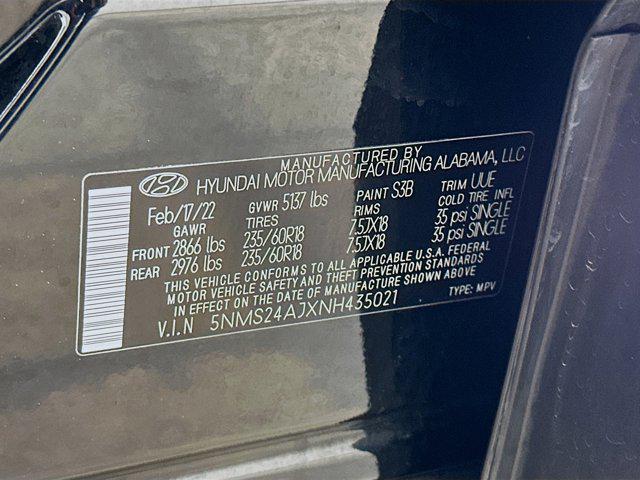 MANUFACTURED BY
HYUNDAI MOTOR MANUFACTURING ALABAMA, LLC
Feb/17/22 GVWR 5137 lbs PAINT S3B TRIM UUE
GAWR TIRES RIMS COLD TIRE INFL
FRONT 2866 lbs 235/60R18 7.5JX18 35 psi SINGLE
REAR 2976 lbs 235/60R18 7.5JX18 35 psi SINGLE
THIS VEHICLE CONFORMS TO ALL APPLICABLE U.S.A. FEDERAL
MOTOR VEHICLE SAFETY AND THEFT PREVENTION STANDARDS
IN EFFECT ON THE DATE OF MANUFACTURE SHOWN ABOVE
V.I.N 5NMS24AJXNH435021 TYPE: MPV